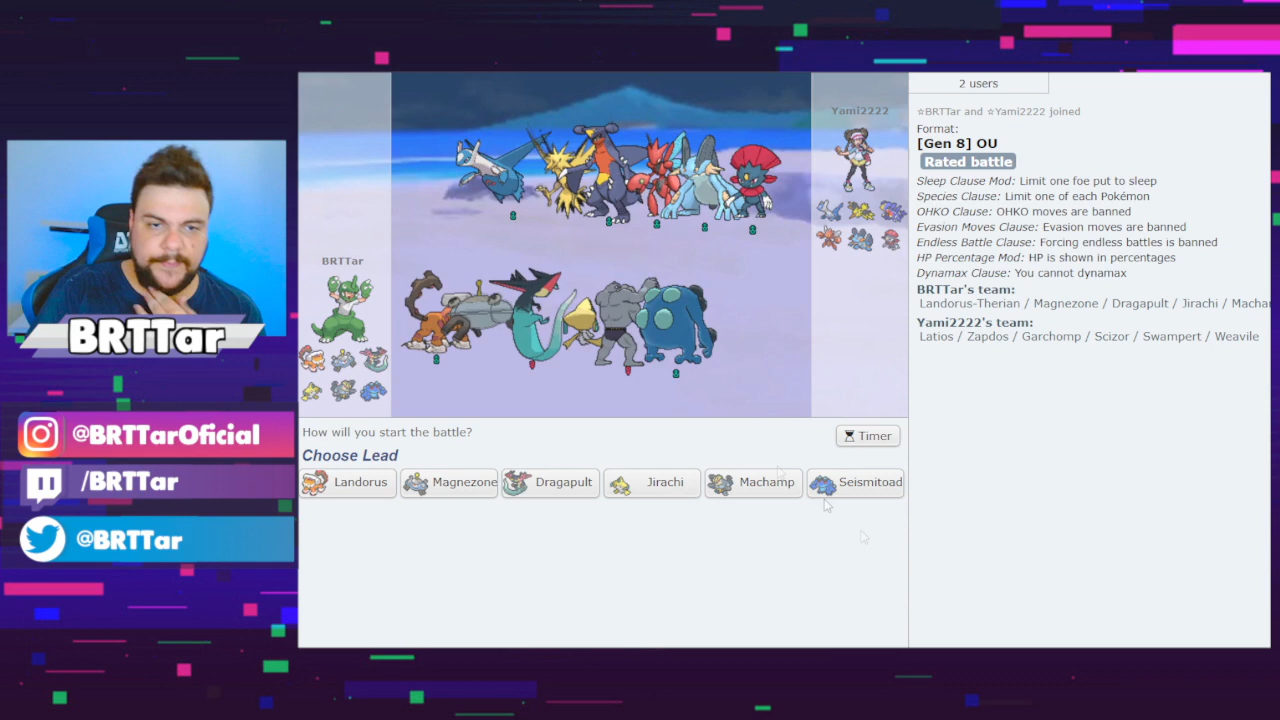 2 users
Yami2222
☆BRTTar and ☆Yami2222 joined
Format:
[Gen 8] OU
Rated battle
Sleep Clause Mod: Limit one foe put to sleep
Species Clause: Limit one of each Pokémon
OHKO Clause: OHKO moves are banned
Evasion Moves Clause: Evasion moves are banned
Endless Battle Clause: Forcing endless battles is banned
HP Percentage Mod: HP is shown in percentages
Dynamax Clause: You cannot dynamax
BRTTar's team:
Landorus-Therian / Magnezone / Dragapult / Jirachi / Macha
Yami2222's team:
Latios / Zapdos / Garchomp / Scizor / Swampert / Weavile
BRTTar
BRTTar
@BRTTarOficial
/BRTTar
@BRTTar
How will you start the battle?
Timer
Choose Lead
Landorus Magnezone Dragapult Jirachi Machamp Seismitoad